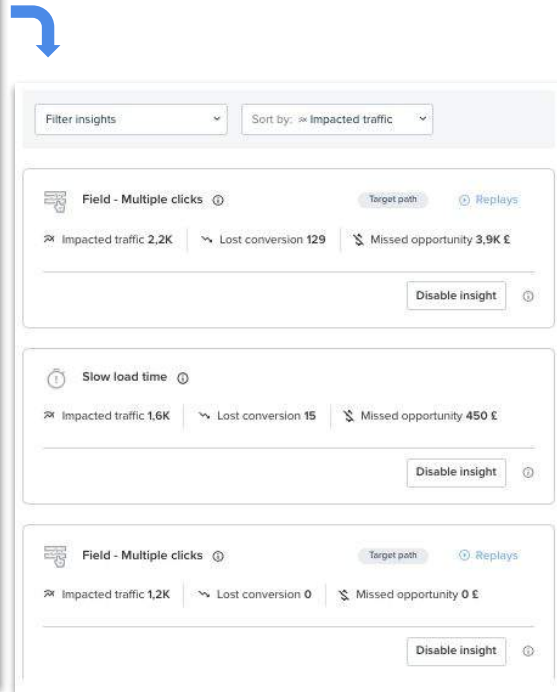 Filter insights
Sort by: Impacted traffic
Field - Multiple clicks
Target path
Replays
Impacted traffic 2,2K
Lost conversion 129
Missed opportunity 3,9K £
Disable insight
Slow load time
Impacted traffic 1,6K
Lost conversion 15
Missed opportunity 450 £
Disable insight
Field - Multiple clicks
Target path
Replays
Impacted traffic 1,2K
Lost conversion 0
Missed opportunity 0 £
Disable insight